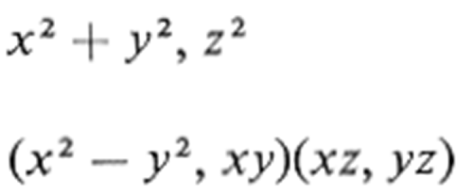 x² + y², z²
(x² − y², xy)(xz, yz)